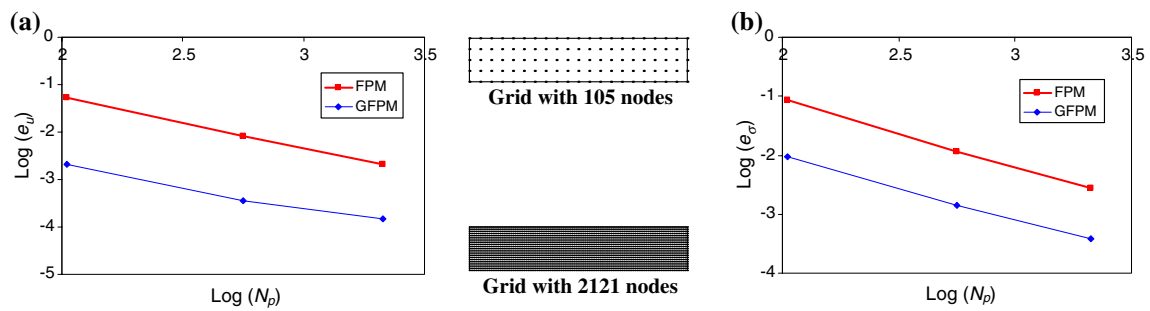 (a)
0
2
2.5
3
3.5
-1
-2
-3
-4
-5
Log (e_u)
Log (N_p)
FPM
GFPM
Grid with 105 nodes
Grid with 2121 nodes
(b)
0
2
2.5
3
3.5
-1
-2
-3
-4
Log (e_σ)
Log (N_p)
FPM
GFPM